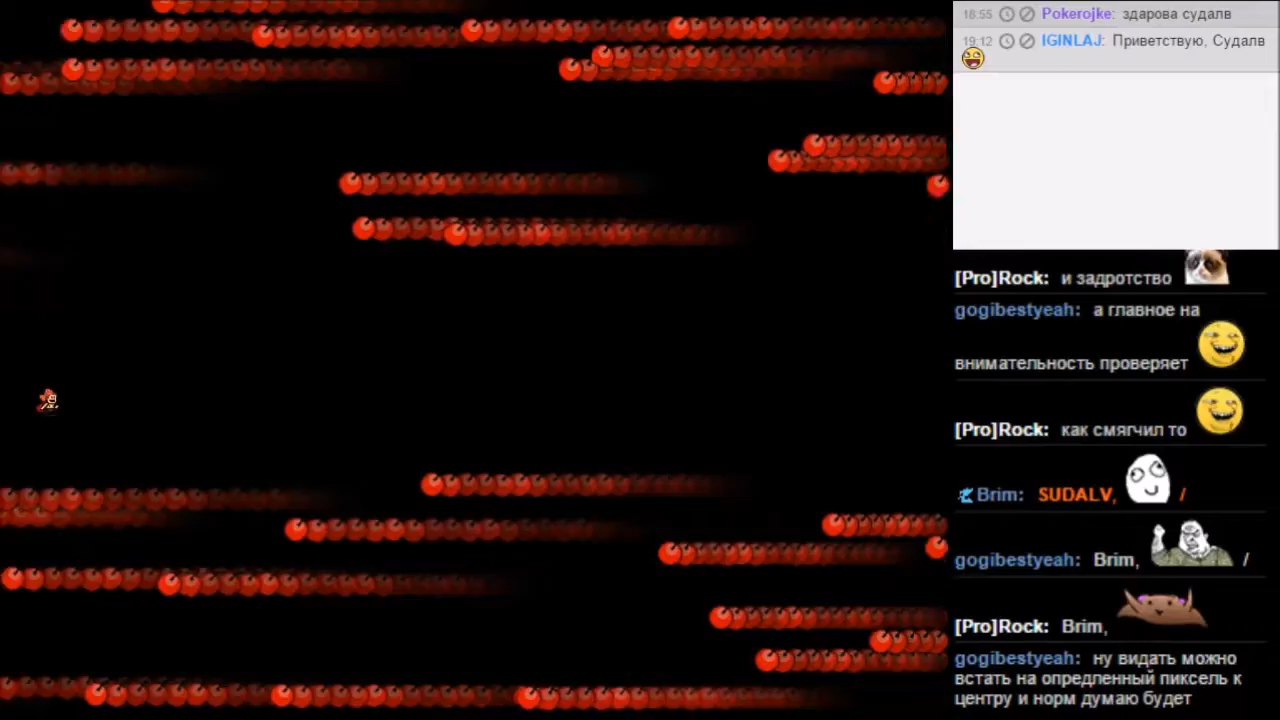 18:55 Pokerojke: здарова судалв
19:12 IGINLAJ: Приветствую, Судалв
[Pro]Rock: и задротство
gogibestyeah: а главное на
внимательность проверяет
[Pro]Rock: как смягчил то
Brim: SUDALV, /
gogibestyeah: Brim, /
[Pro]Rock: Brim,
gogibestyeah: ну видать можно
встать на опредленный пиксель к
центру и норм думаю будет